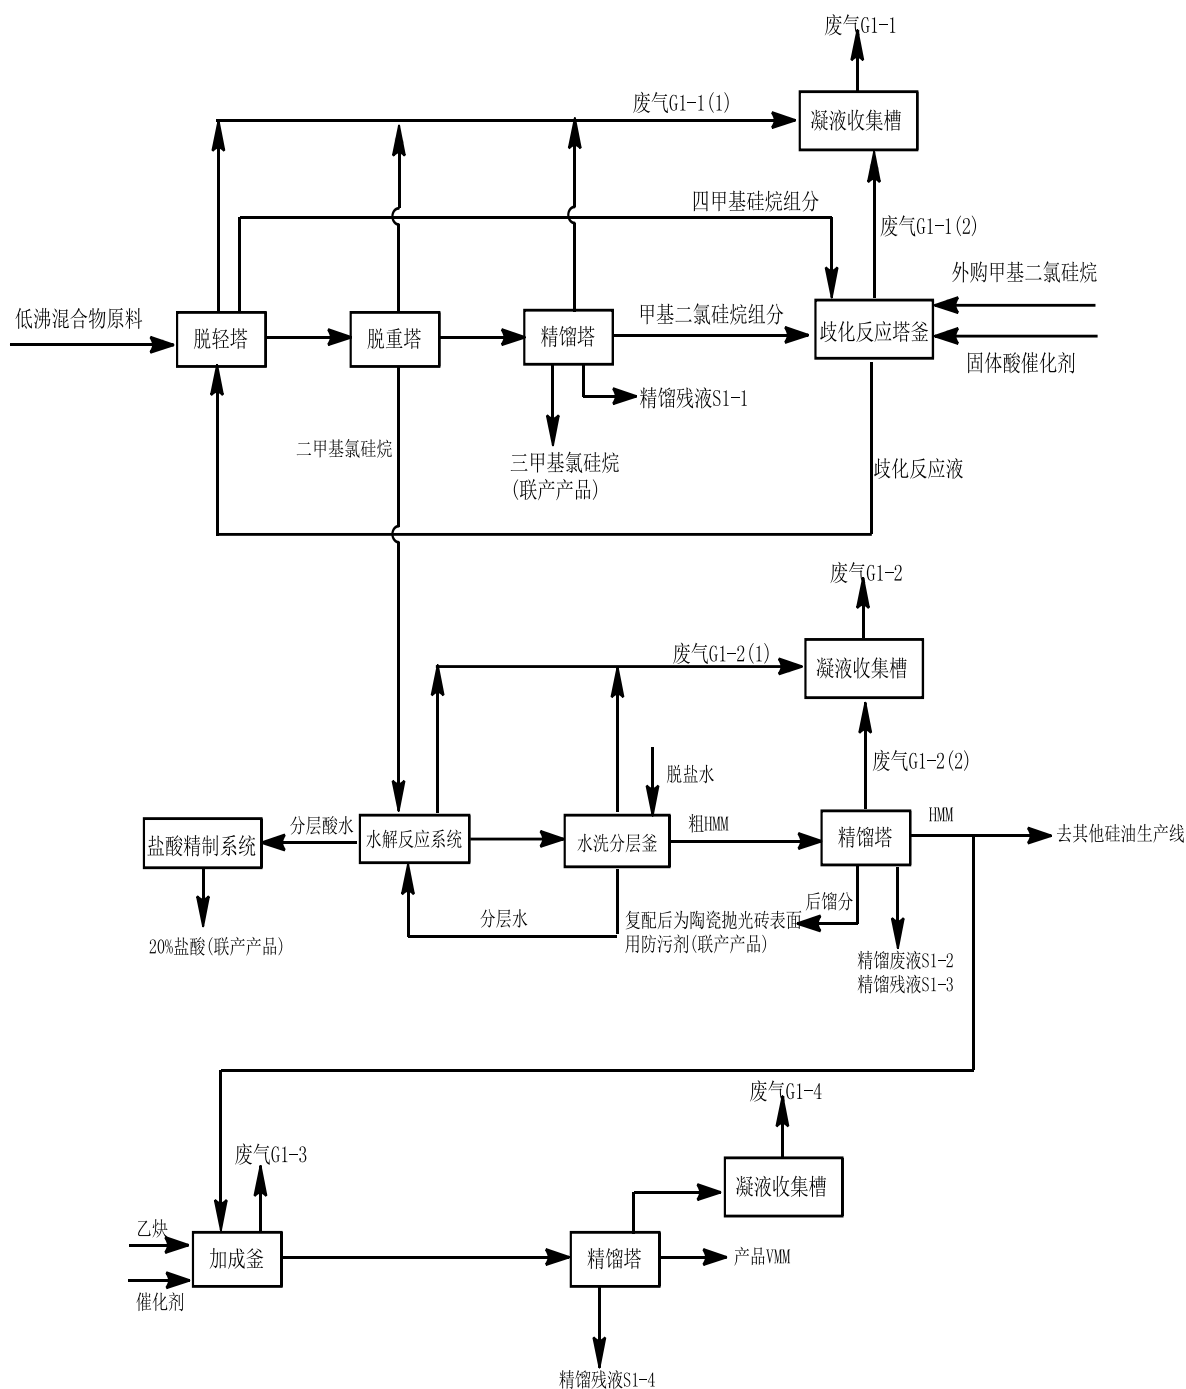 废气G1-1
废气G1-1(1)
凝液收集槽
四甲基硅烷组分
废气G1-1(2)
外购甲基二氯硅烷
低沸混合物原料
脱轻塔
脱重塔
精馏塔
甲基二氯硅烷组分
歧化反应塔釜
固体酸催化剂
精馏残液S1-1
二甲基氯硅烷
三甲基氯硅烷
(联产产品)
歧化反应液
废气G1-2
废气G1-2(1)
凝液收集槽
废气G1-2(2)
脱盐水
分层酸水
粗HMM
HMM
盐酸精制系统
水解反应系统
水洗分层釜
精馏塔
去其他硅油生产线
后馏分
分层水
复配后为陶瓷抛光砖表面
用防污剂(联产产品)
20%盐酸(联产产品)
精馏废液S1-2
精馏残液S1-3
废气G1-4
废气G1-3
凝液收集槽
乙炔
加成釜
精馏塔
产品VMM
催化剂
精馏残液S1-4